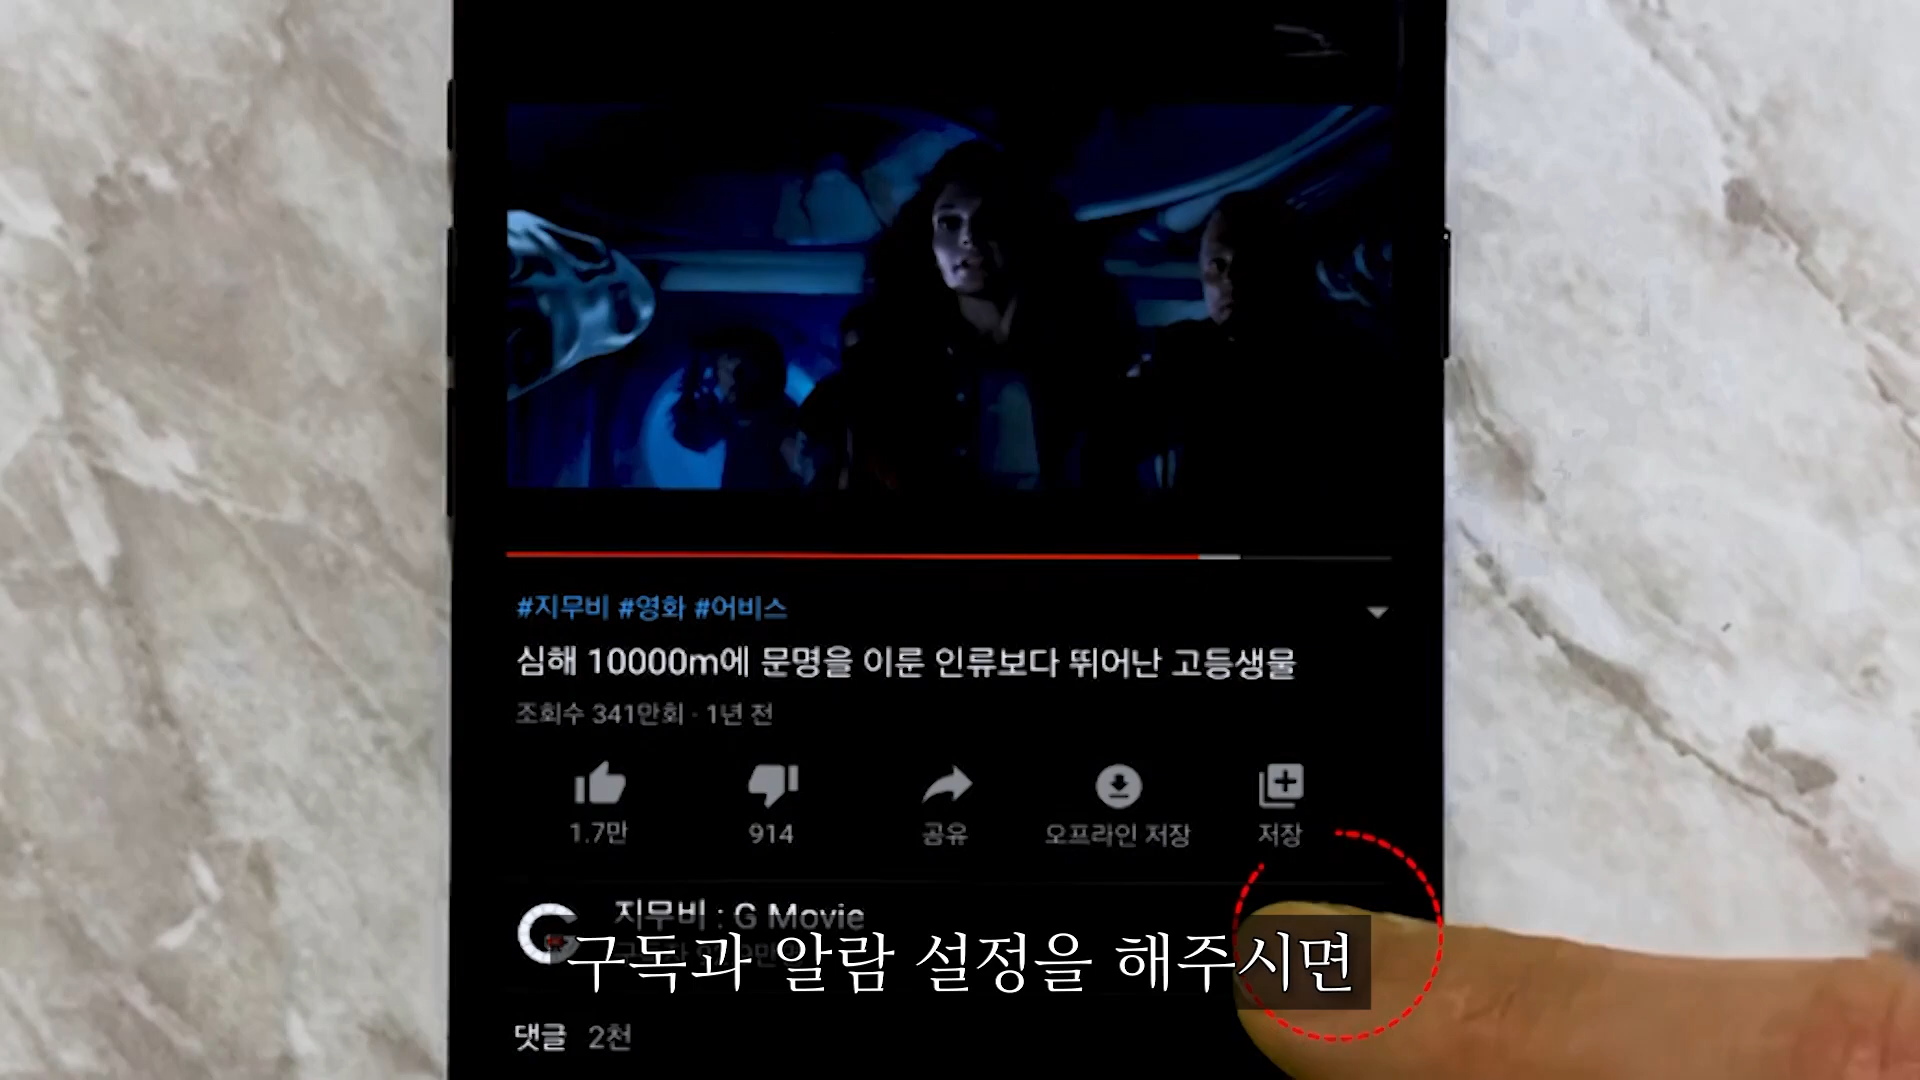 #지무비 #영화 #어비스
심해 10000m에 문명을 이룬 인류보다 뛰어난 고등생물
조회수 341만회 · 1년 전
1.7만
914
공유
오프라인 저장
저장
지무비 : G Movie
구독과 알람 설정을 해주시면
댓글 2천